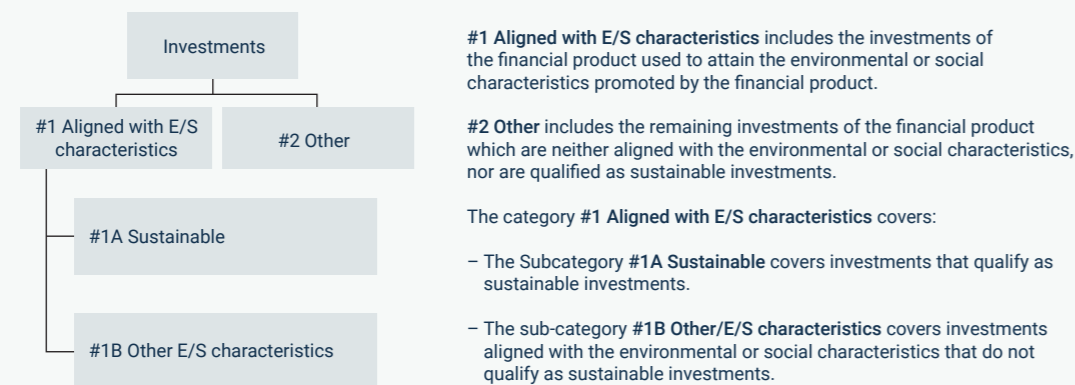 Investments
#1 Aligned with E/S
characteristics
#2 Other
#1A Sustainable
#1B Other E/S characteristics
#1 Aligned with E/S characteristics includes the investments of
the financial product used to attain the environmental or social
characteristics promoted by the financial product.
#2 Other includes the remaining investments of the financial product
which are neither aligned with the environmental or social characteristics,
nor are qualified as sustainable investments.
The category #1 Aligned with E/S characteristics covers:
– The Subcategory #1A Sustainable covers investments that qualify as
sustainable investments.
– The sub-category #1B Other/E/S characteristics covers investments
aligned with the environmental or social characteristics that do not
qualify as sustainable investments.